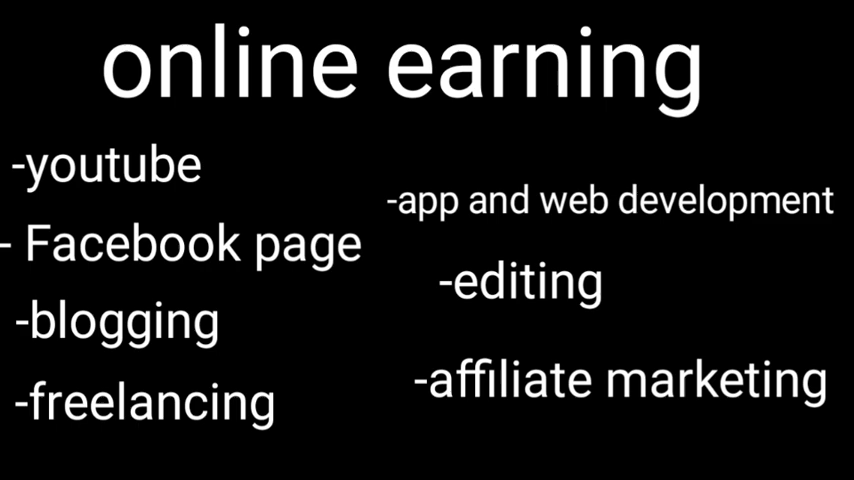 online earning
-youtube
- Facebook page
-blogging
-freelancing
-app and web development
-editing
-affiliate marketing